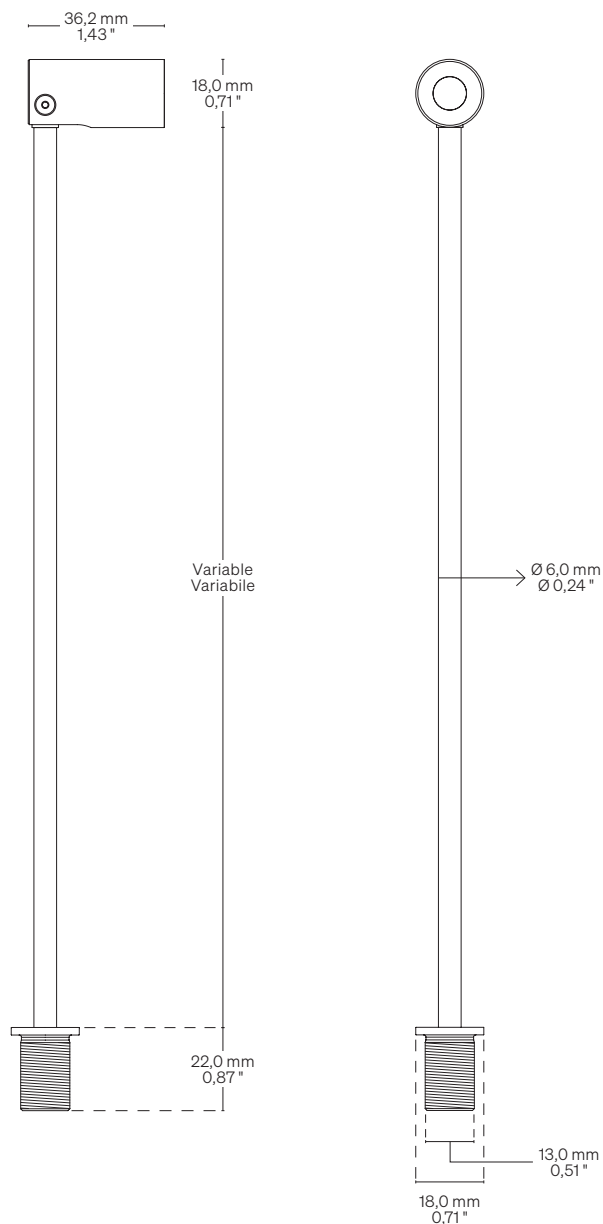 36,2 mm
1,43 "
18,0 mm
0,71 "
Variable
Variabile
Ø 6,0 mm
Ø 0,24 "
22,0 mm
0,87 "
13,0 mm
0,51 "
18,0 mm
0,71 "